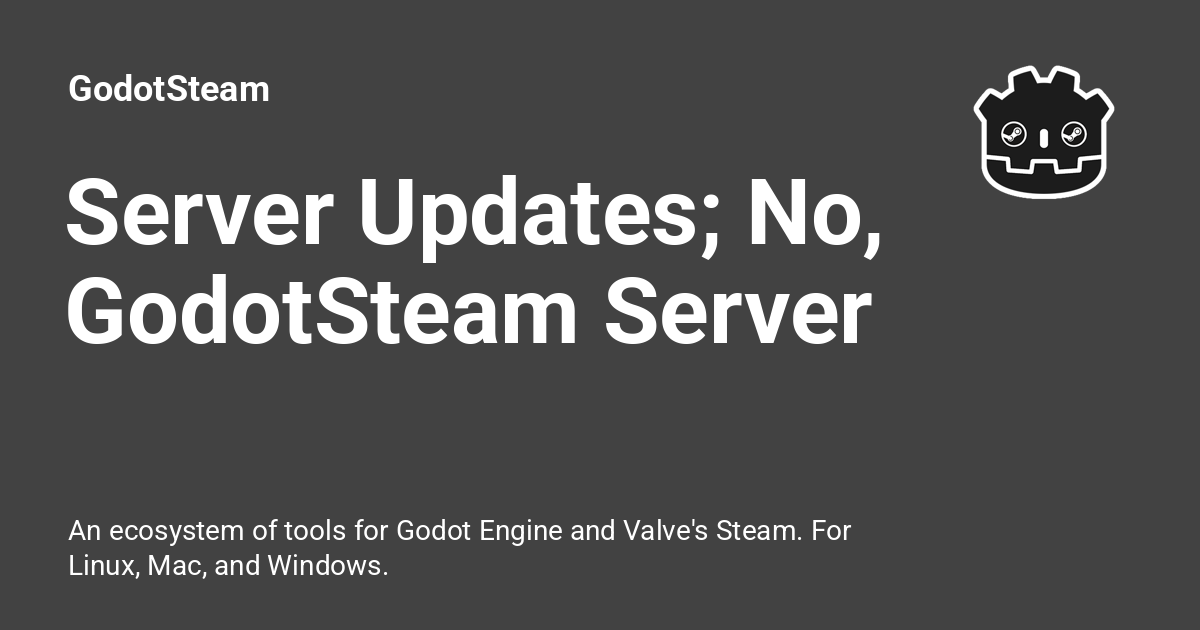 GodotSteam
Server Updates; No,
GodotSteam Server
An ecosystem of tools for Godot Engine and Valve's Steam. For
Linux, Mac, and Windows.